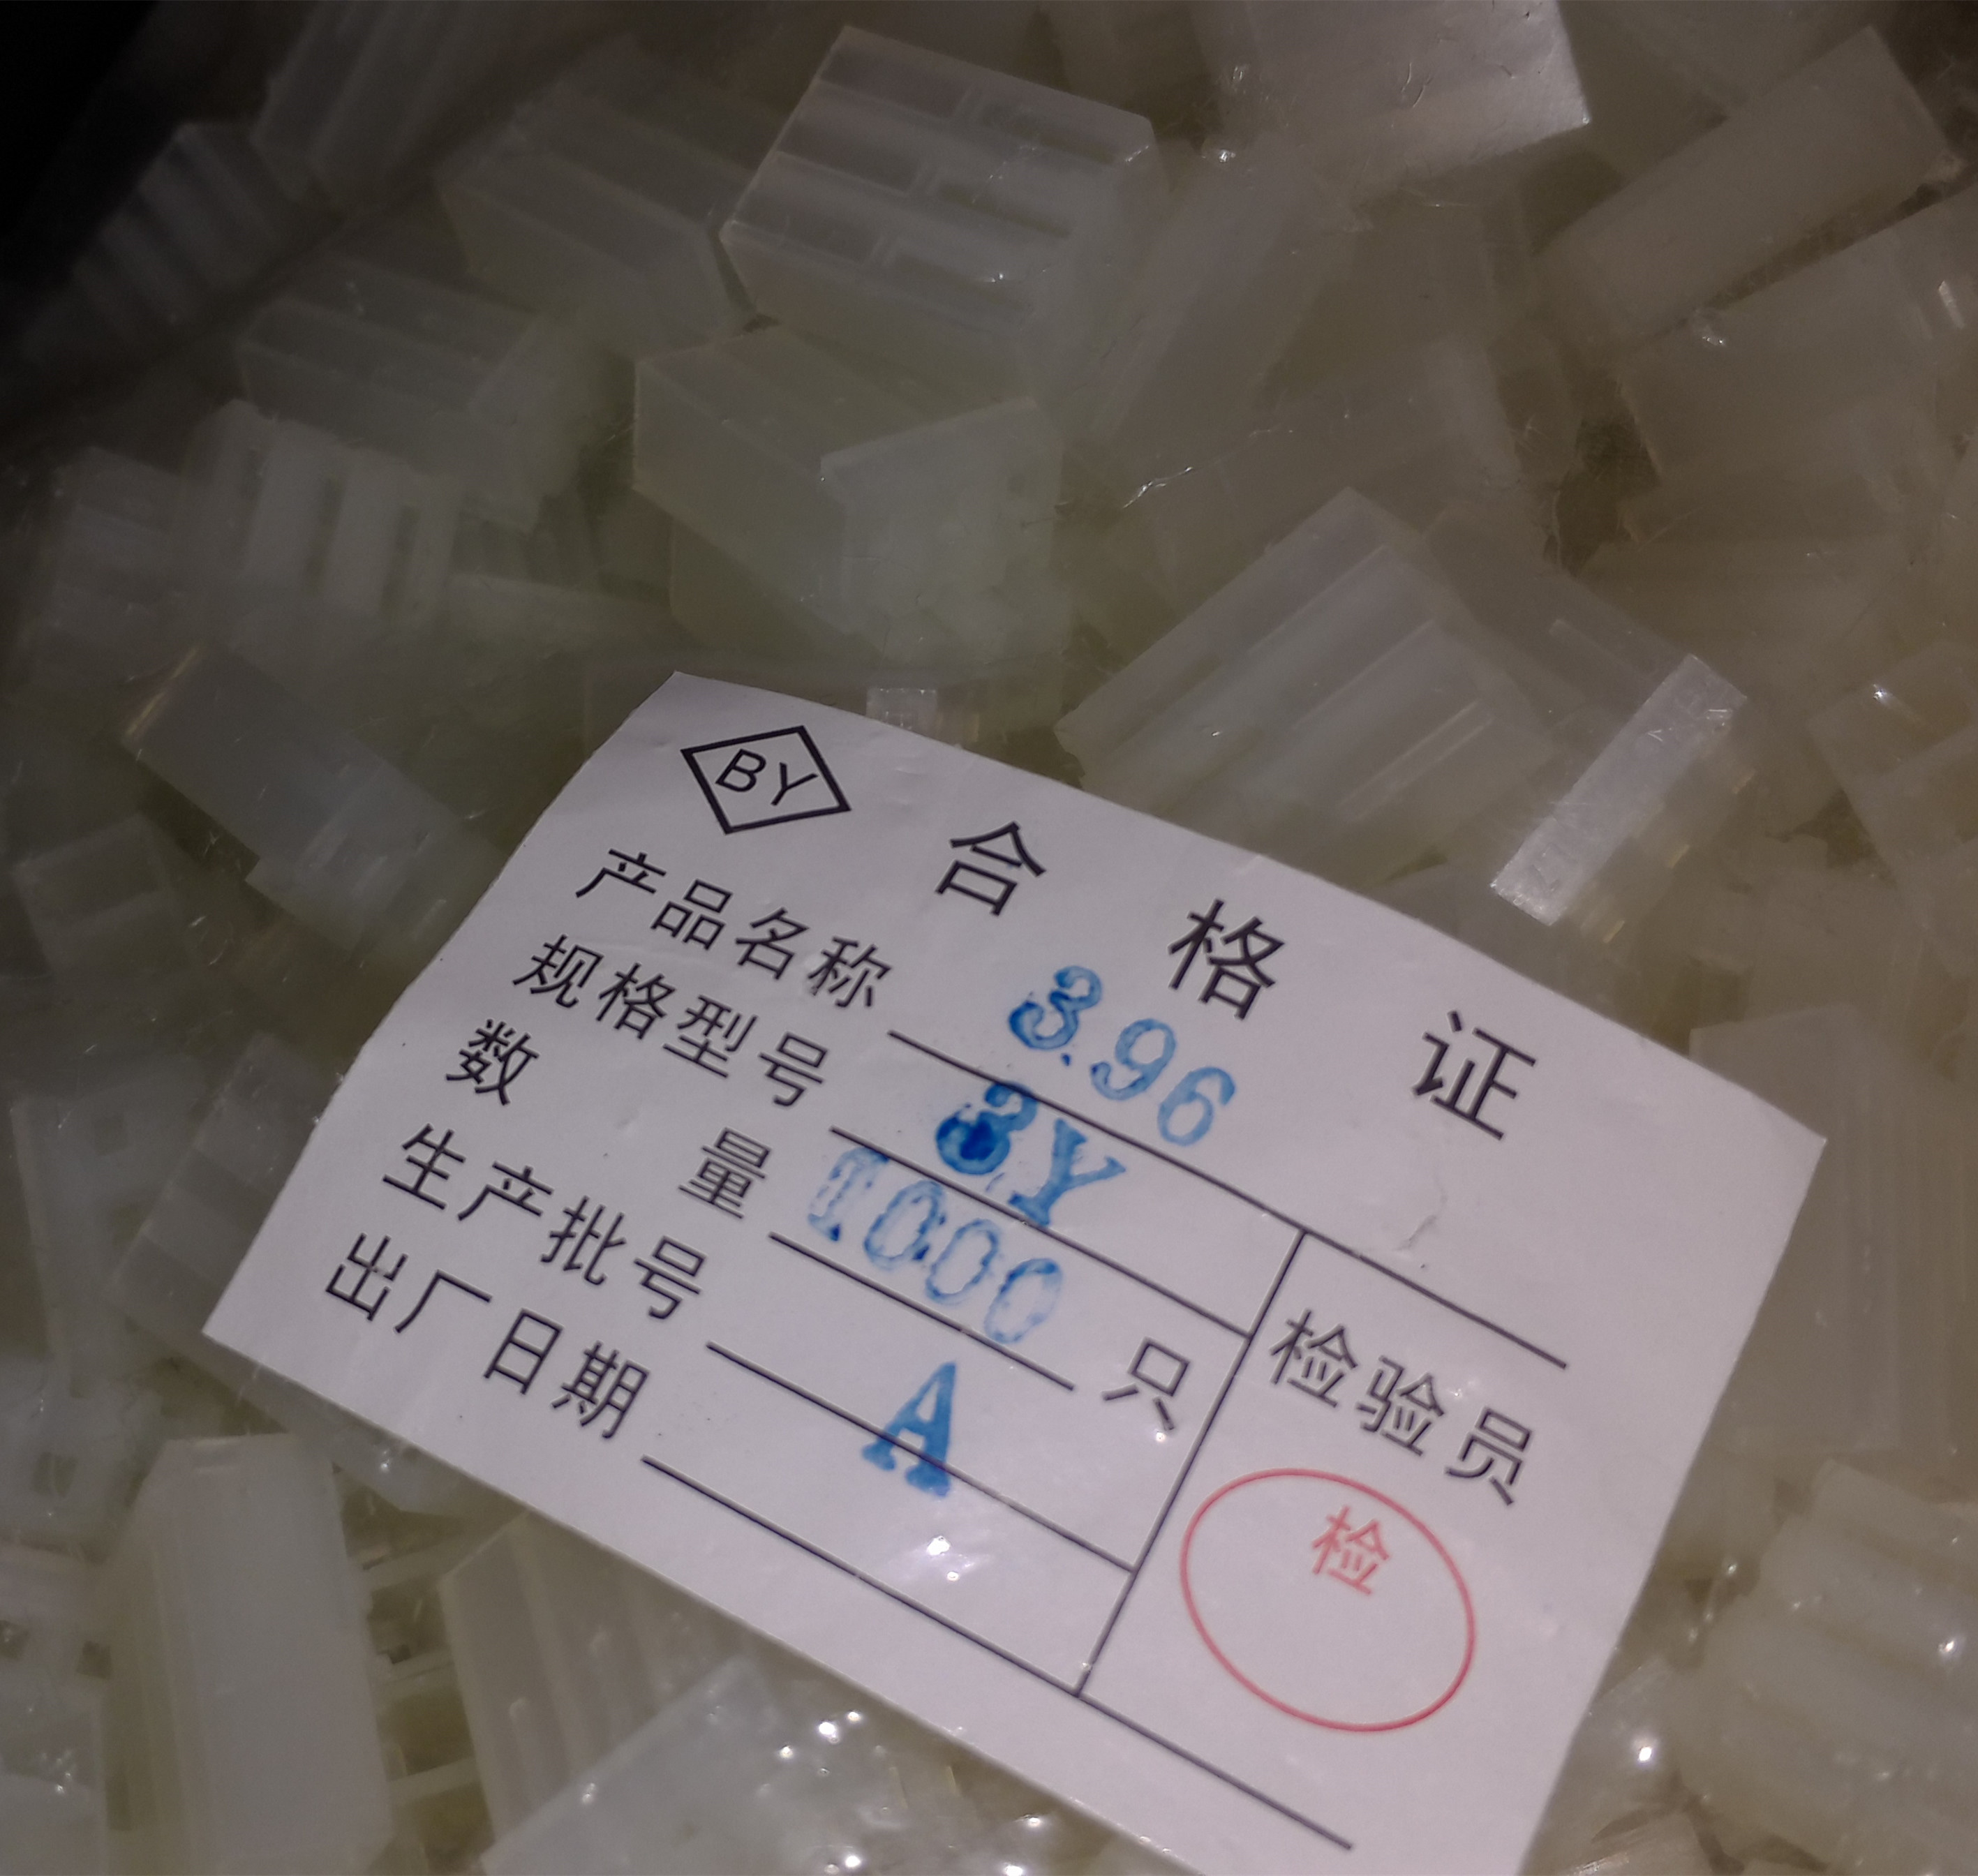 BY
合格证
产品名称 3.96
规格型号 3Y
数量 1000 只
生产批号 A
出厂日期
检验员
检